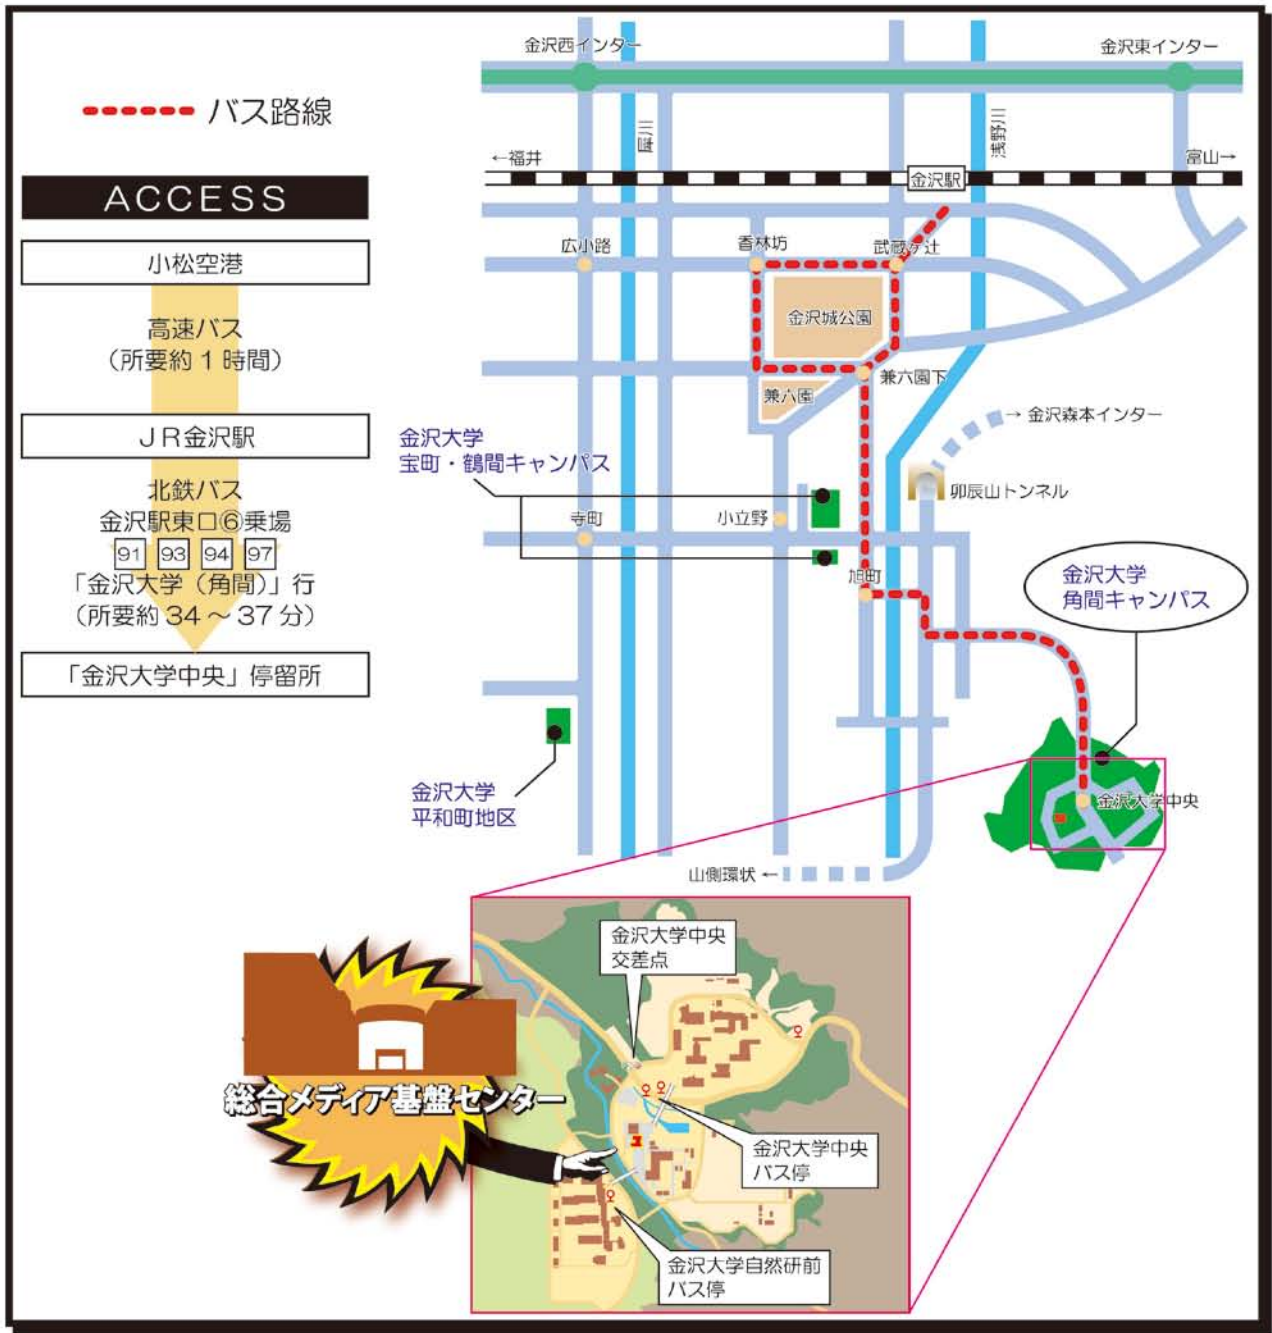 バス路線
ACCESS
小松空港
高速バス
（所要約１時間）
ＪＲ金沢駅
北鉄バス
金沢駅東口⑥乗場
91 93 94 97
「金沢大学（角間）」行
（所要約34～37分）
「金沢大学中央」停留所
金沢西インター
金沢東インター
犀川
浅野川
←福井
富山→
金沢駅
広小路
香林坊
武蔵ヶ辻
金沢城公園
兼六園下
兼六園
→ 金沢森本インター
金沢大学
宝町・鶴間キャンパス
卯辰山トンネル
寺町
小立野
旭町
金沢大学
角間キャンパス
金沢大学
平和町地区
金沢大学中央
山側環状 ←
金沢大学中央
交差点
総合メディア基盤センター
金沢大学中央
バス停
金沢大学自然研前
バス停